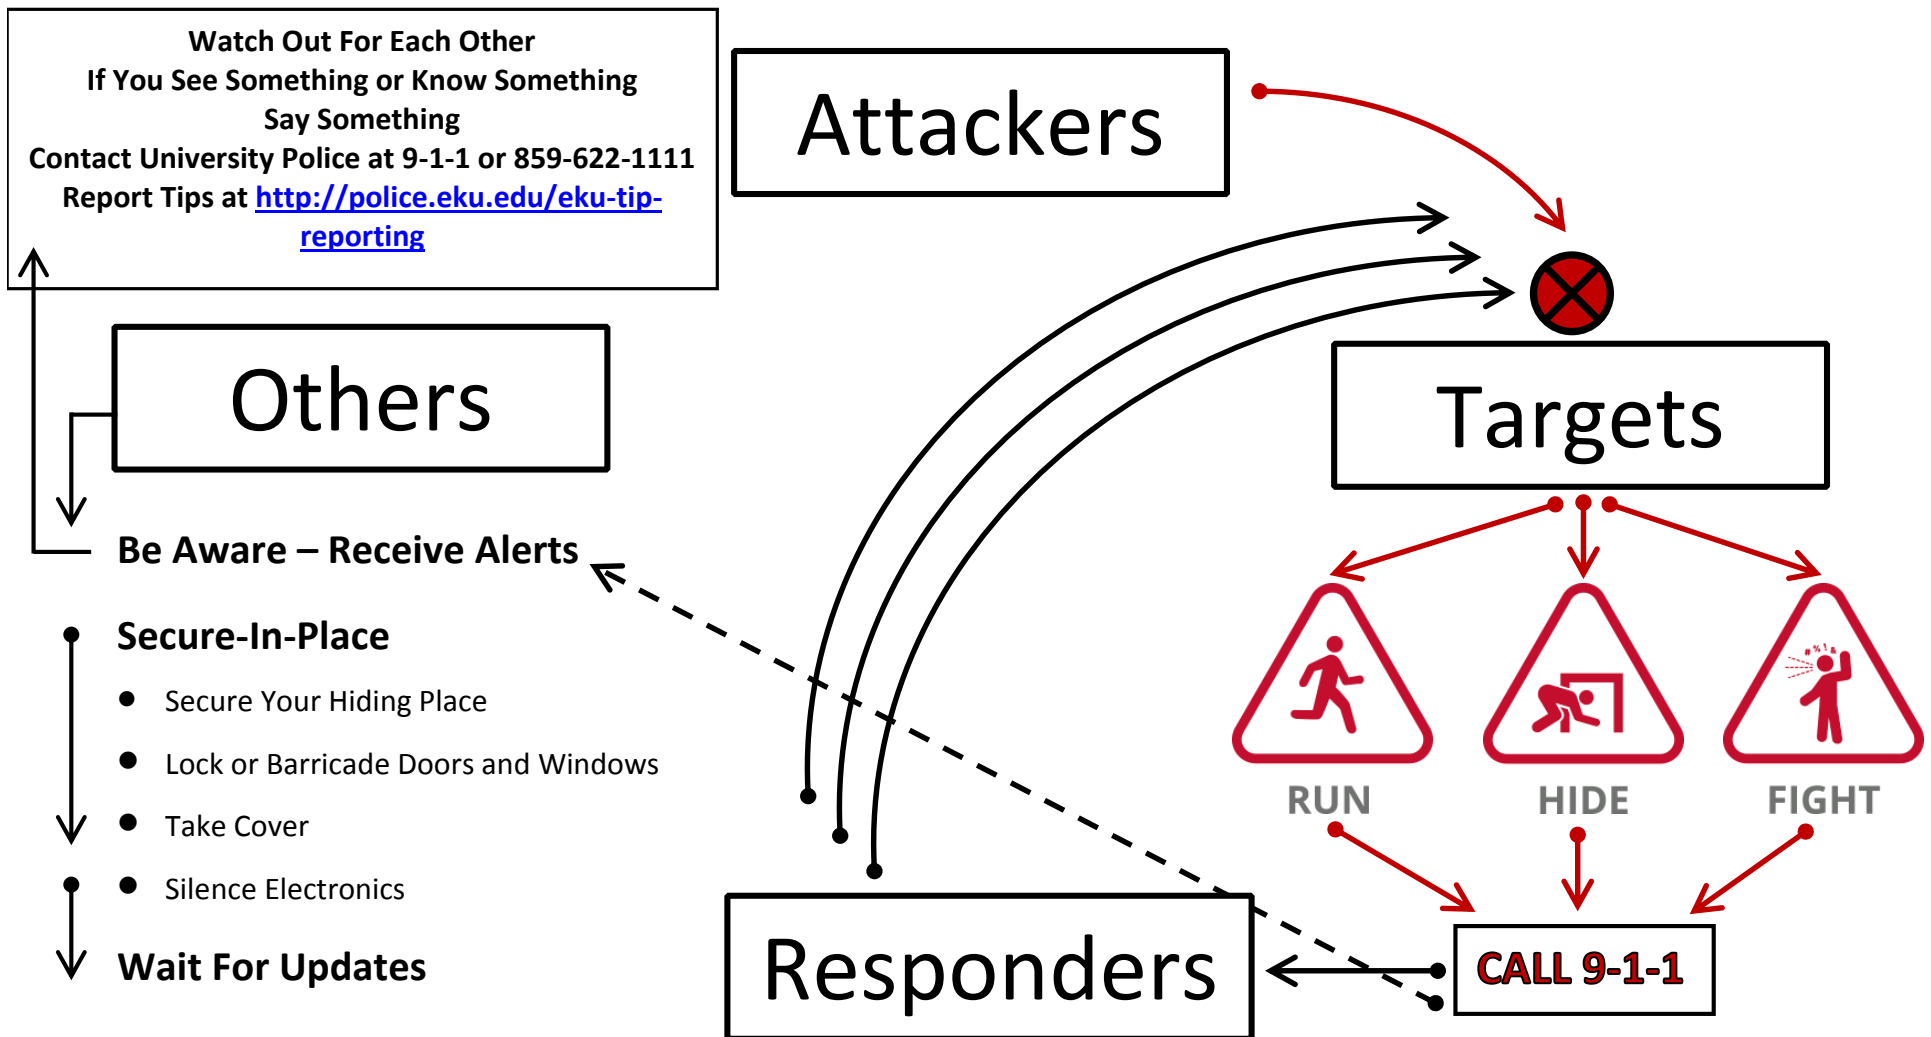 Watch Out For Each Other
If You See Something or Know Something
Say Something
Contact University Police at 9-1-1 or 859-622-1111
Report Tips at http://police.eku.edu/eku-tip-
reporting
Attackers
Others
Targets
Be Aware – Receive Alerts
Secure-In-Place
• Secure Your Hiding Place
• Lock or Barricade Doors and Windows
• Take Cover
• Silence Electronics
Wait For Updates
#%!&
RUN
HIDE
FIGHT
Responders
CALL 9-1-1